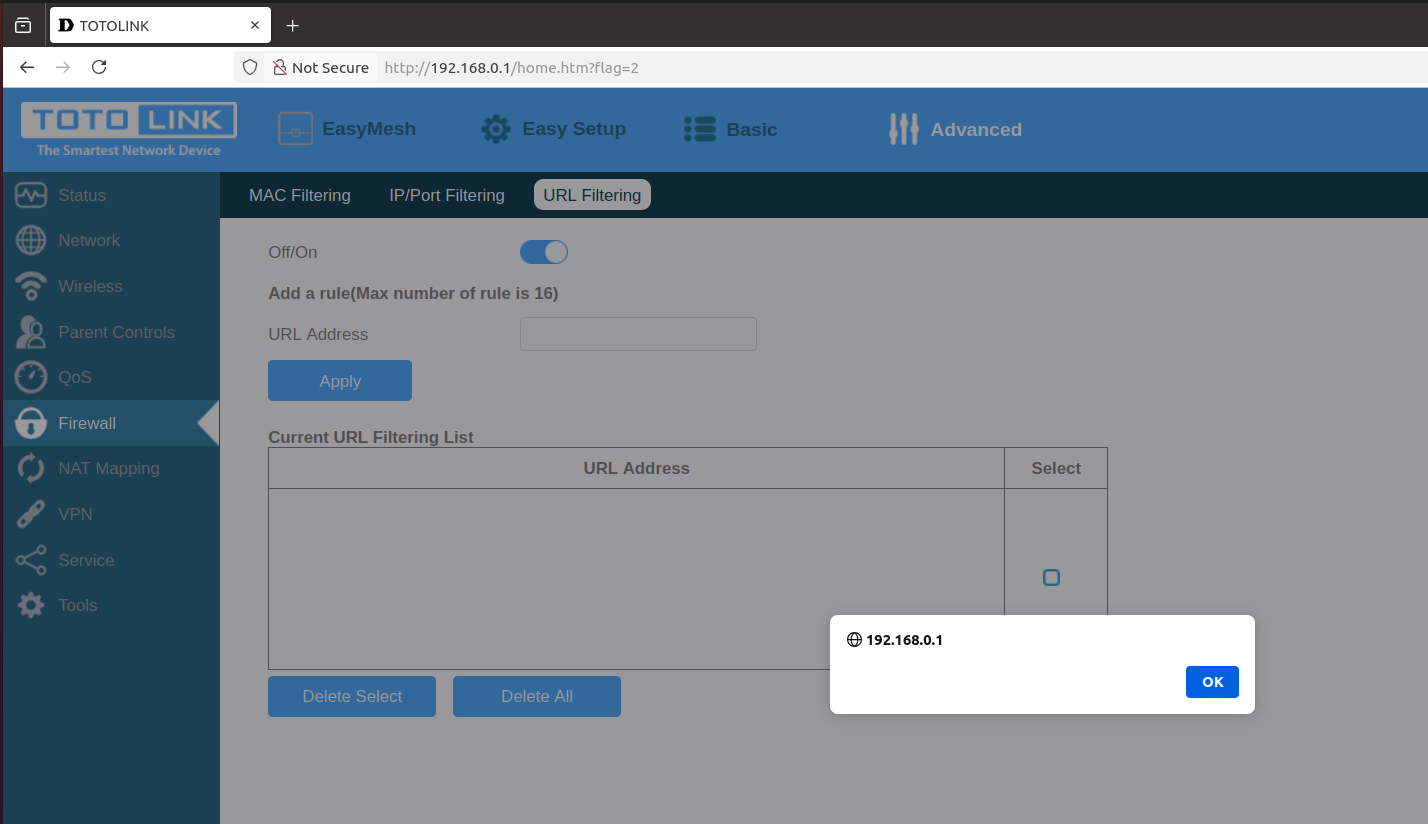 TOTOLINK
Not Secure http://192.168.0.1/home.htm?flag=2
TOTO LINK
The Smartest Network Device
EasyMesh
Easy Setup
Basic
Advanced
Status
Network
Wireless
Parent Controls
QoS
Firewall
NAT Mapping
VPN
Service
Tools
MAC Filtering IP/Port Filtering URL Filtering
Off/On
Add a rule(Max number of rule is 16)
URL Address
Apply
Current URL Filtering List
URL Address Select
Delete Select Delete All
192.168.0.1
OK